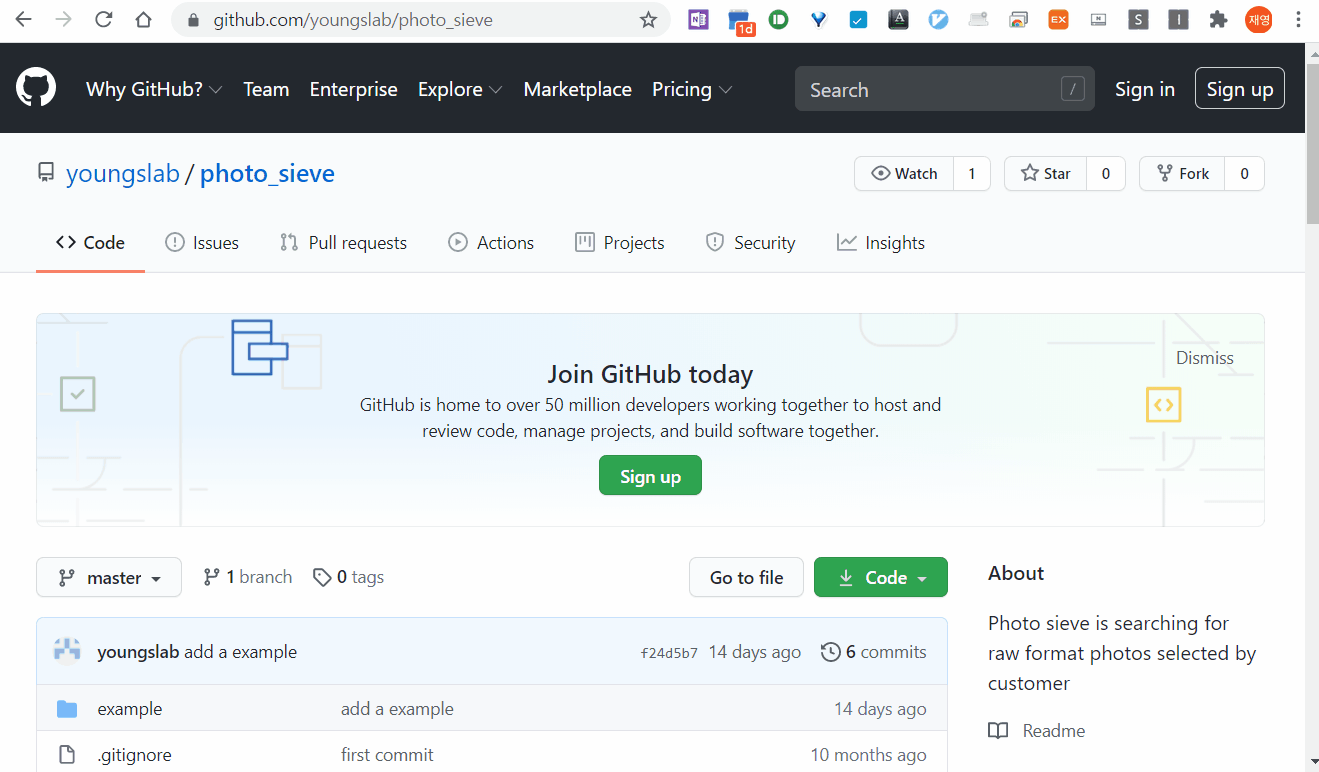 github.com/youngslab/photo_sieve
1d
EX
S
I
재영
Why GitHub? Team Enterprise Explore Marketplace Pricing Search / Sign in Sign up
youngslab / photo_sieve Watch 1 Star 0 Fork 0
Code Issues Pull requests Actions Projects Security Insights
Dismiss
Join GitHub today
GitHub is home to over 50 million developers working together to host and
review code, manage projects, and build software together.
Sign up
master 1 branch 0 tags Go to file Code
About
youngslab add a example f24d5b7 14 days ago 6 commits
Photo sieve is searching for
raw format photos selected by
customer
example add a example 14 days ago
Readme
.gitignore first commit 10 months ago